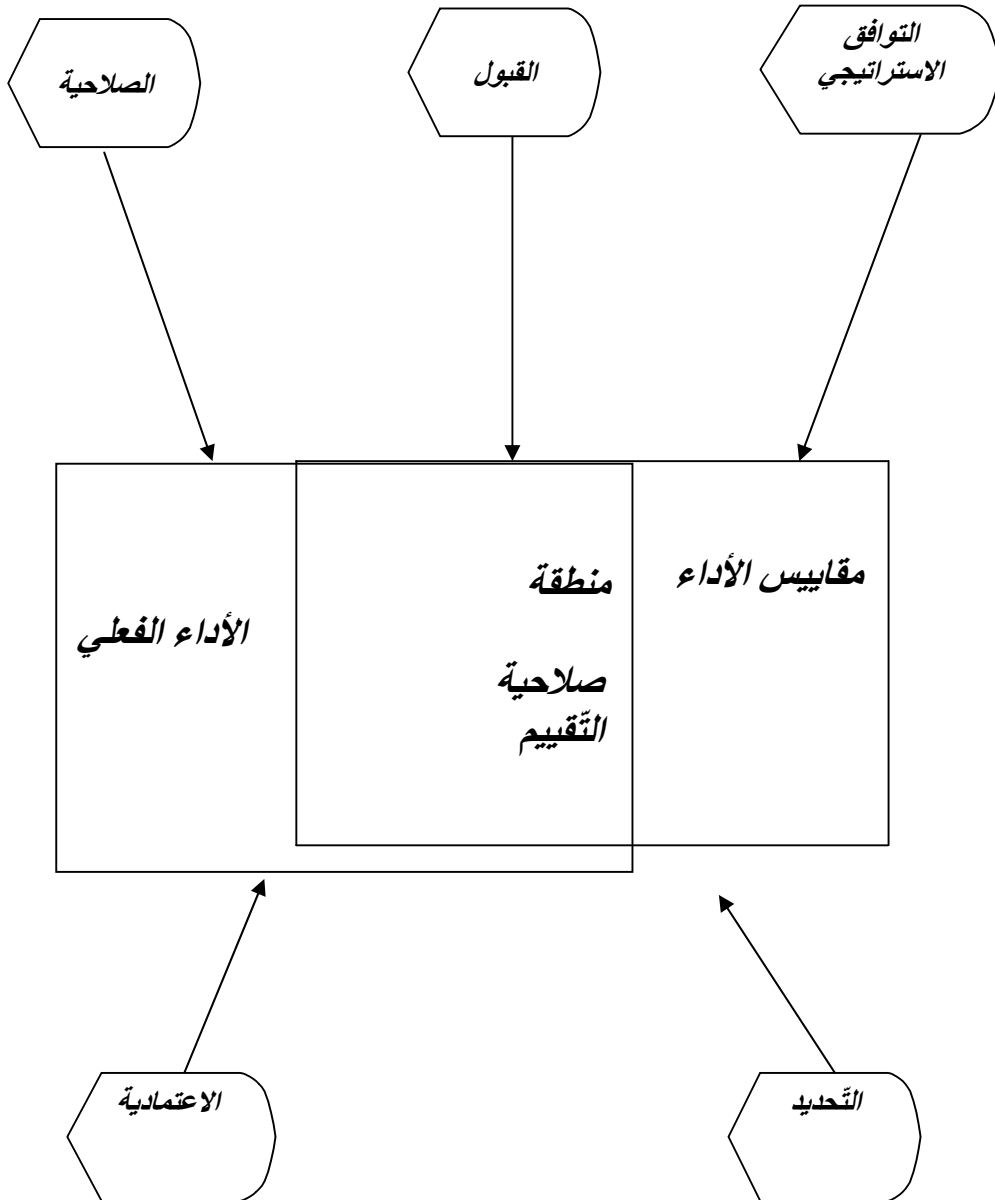 التوافق
الاستراتيجي
القبول
الصلاحية
مقاييس الأداء
منطقة
صلاحية
التّقييم
الأداء الفعلي
التّحديد
الاعتمادية